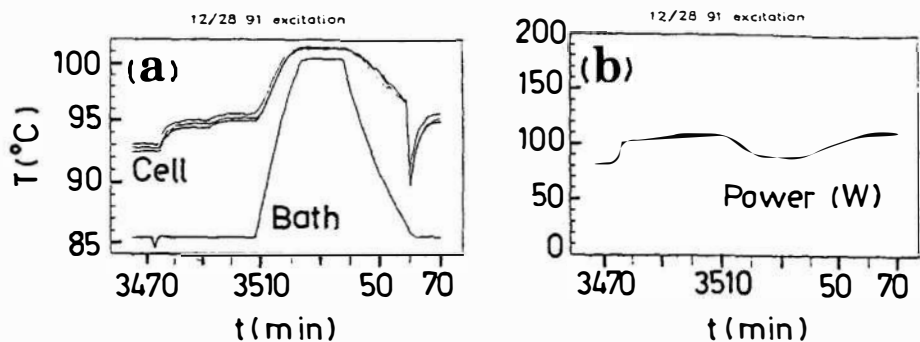 12/28 91 excitation
(a)
T (°C)
100
95
90
85
Cell
Bath
3470
3510
50
70
t (min)
12/28 91 excitation
(b)
200
150
100
50
0
Power (W)
3470
3510
50
70
t (min)